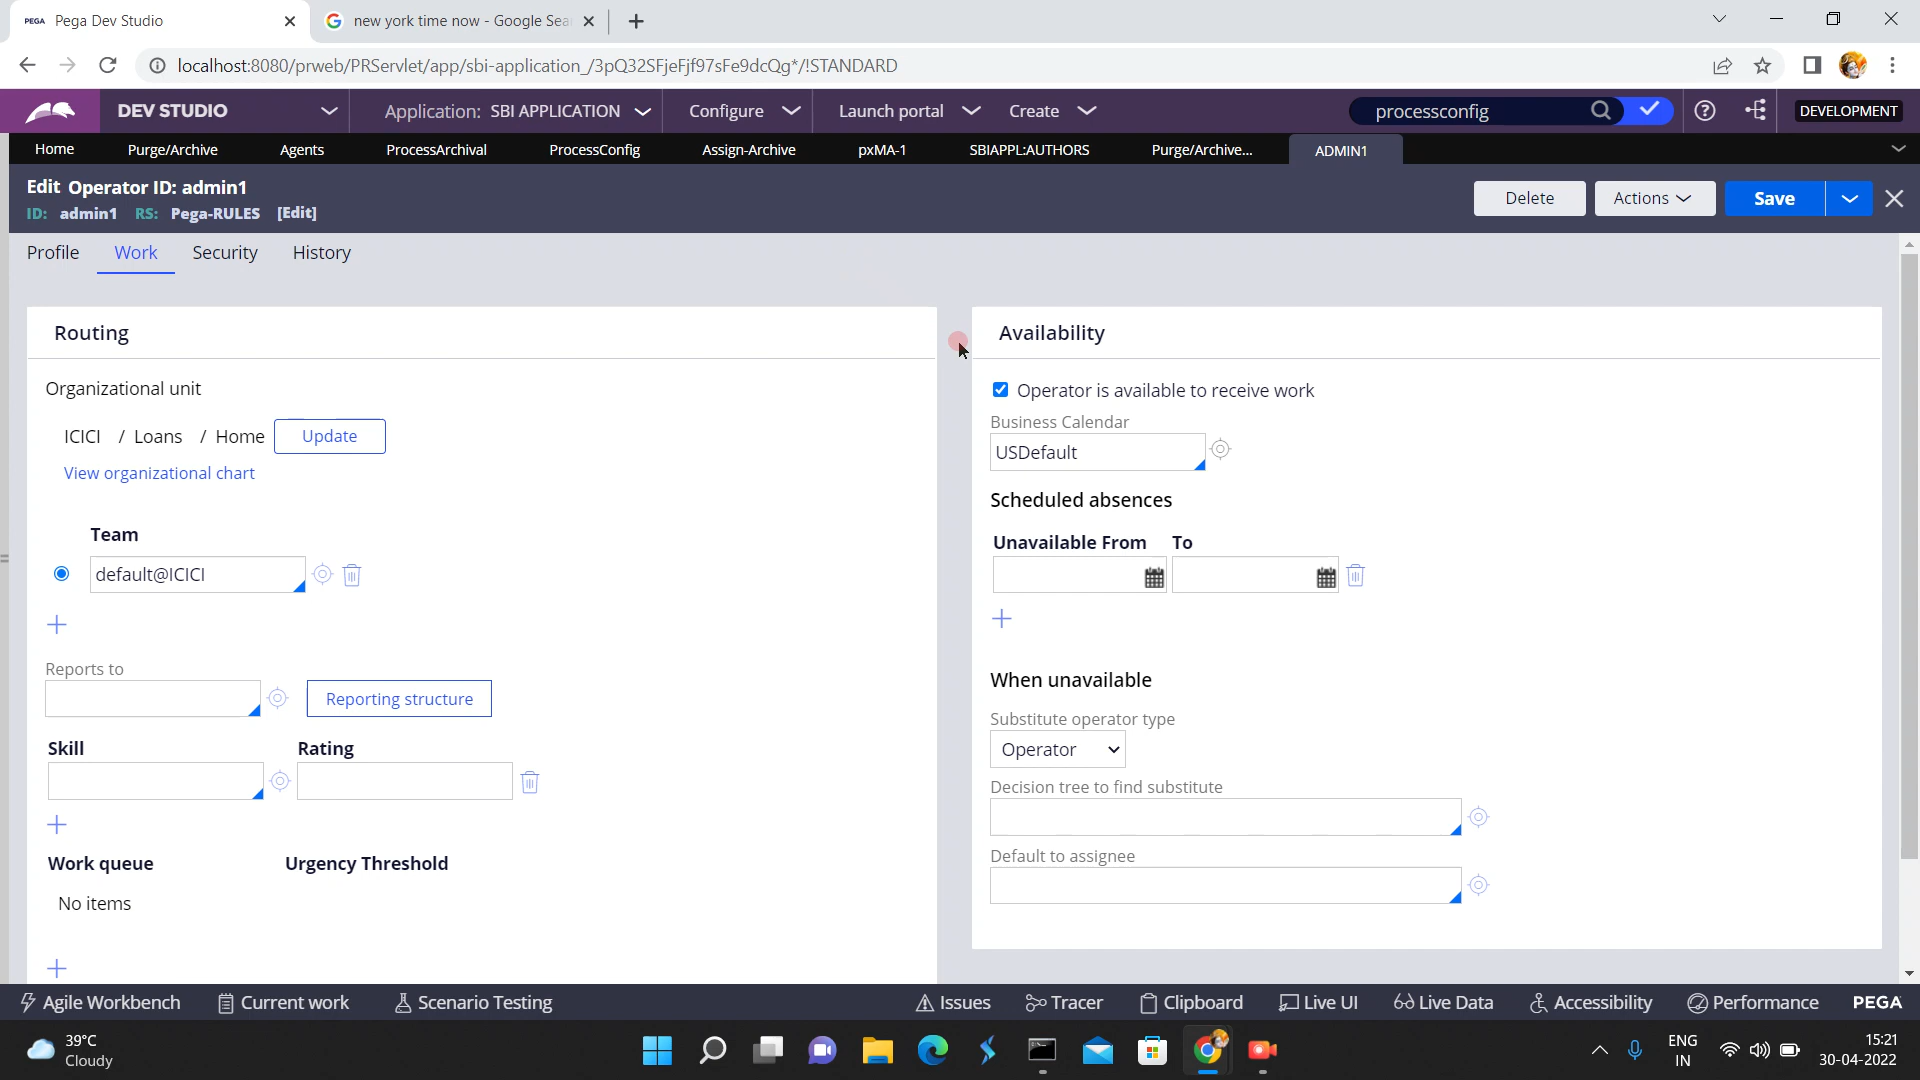 PEGA Pega Dev Studio
new york time now - Google Sea
localhost:8080/prweb/PRServlet/app/sbi-application_/3pQ32SFjeFjf97sFe9dcQg*/!STANDARD
DEV STUDIO
Application: SBI APPLICATION
Configure
Launch portal
Create
processconfig
DEVELOPMENT
Home
Purge/Archive
Agents
ProcessArchival
ProcessConfig
Assign-Archive
pxMA-1
SBIAPPL:AUTHORS
Purge/Archive...
ADMIN1
Edit Operator ID: admin1
ID: admin1 RS: Pega-RULES [Edit]
Delete
Actions
Save
Profile
Work
Security
History
Routing
Organizational unit
ICICI / Loans / Home
Update
View organizational chart
Team
default@ICICI
Reports to
Reporting structure
Skill
Rating
Work queue
Urgency Threshold
No items
Availability
Operator is available to receive work
Business Calendar
USDefault
Scheduled absences
Unavailable From
To
When unavailable
Substitute operator type
Operator
Decision tree to find substitute
Default to assignee
Agile Workbench
Current work
Scenario Testing
Issues
Tracer
Clipboard
Live UI
Live Data
Accessibility
Performance
PEGA
39°C
Cloudy
ENG
IN
15:21
30-04-2022